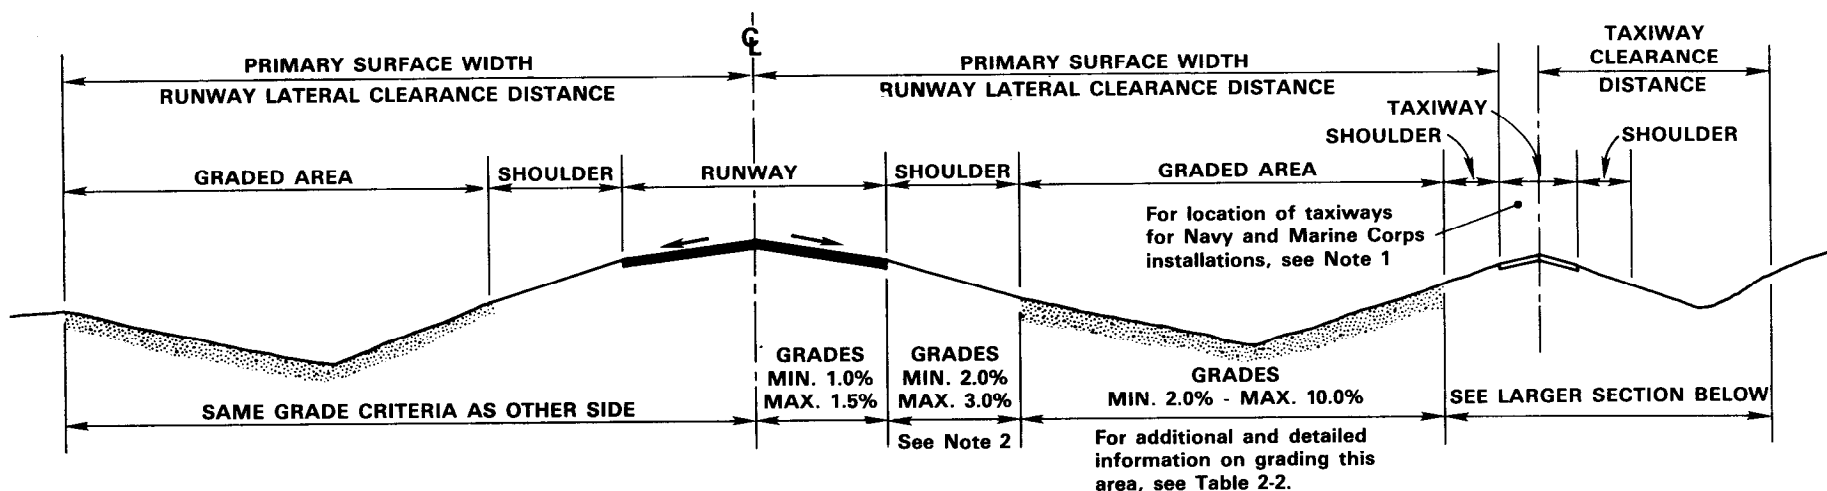 ℄
PRIMARY SURFACE WIDTH
RUNWAY LATERAL CLEARANCE DISTANCE
PRIMARY SURFACE WIDTH
RUNWAY LATERAL CLEARANCE DISTANCE
TAXIWAY
CLEARANCE
DISTANCE
TAXIWAY
SHOULDER
SHOULDER
GRADED AREA
SHOULDER
RUNWAY
SHOULDER
GRADED AREA
For location of taxiways
for Navy and Marine Corps
installations, see Note 1
SAME GRADE CRITERIA AS OTHER SIDE
GRADES
MIN. 1.0%
MAX. 1.5%
GRADES
MIN. 2.0%
MAX. 3.0%
See Note 2
GRADES
MIN. 2.0% - MAX. 10.0%
For additional and detailed
information on grading this
area, see Table 2-2.
SEE LARGER SECTION BELOW